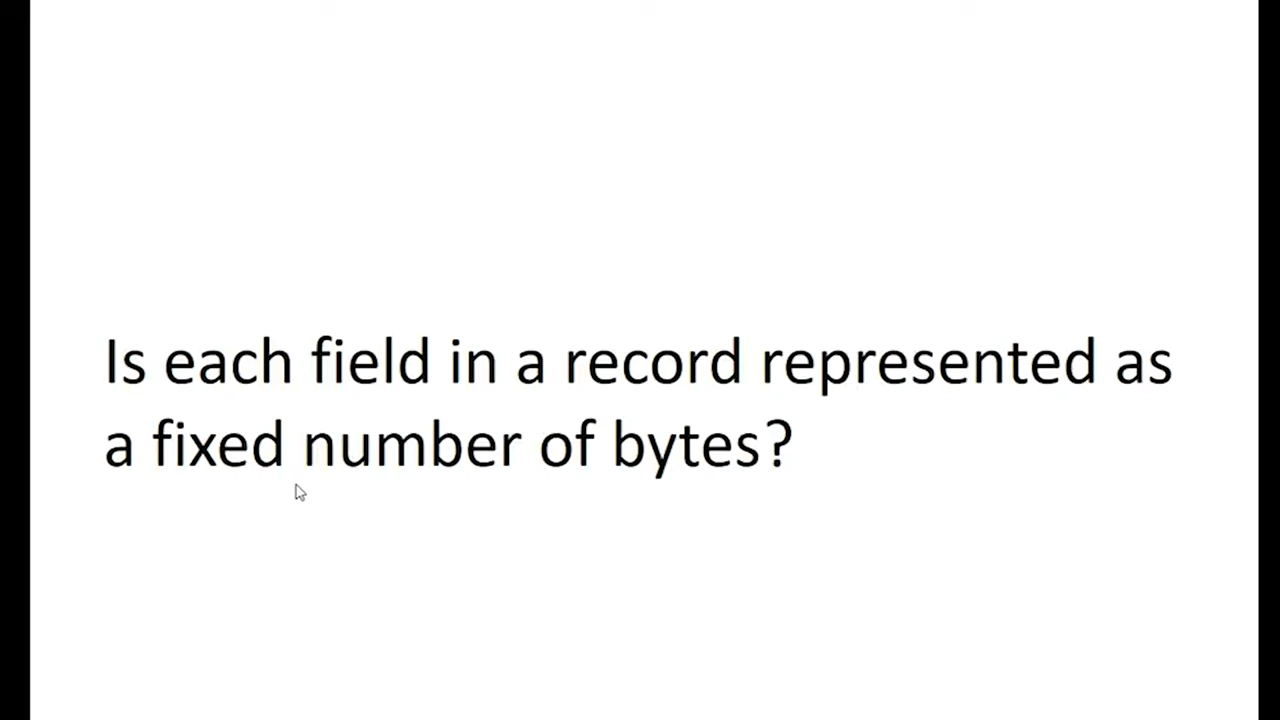 Is each field in a record represented as
a fixed number of bytes?